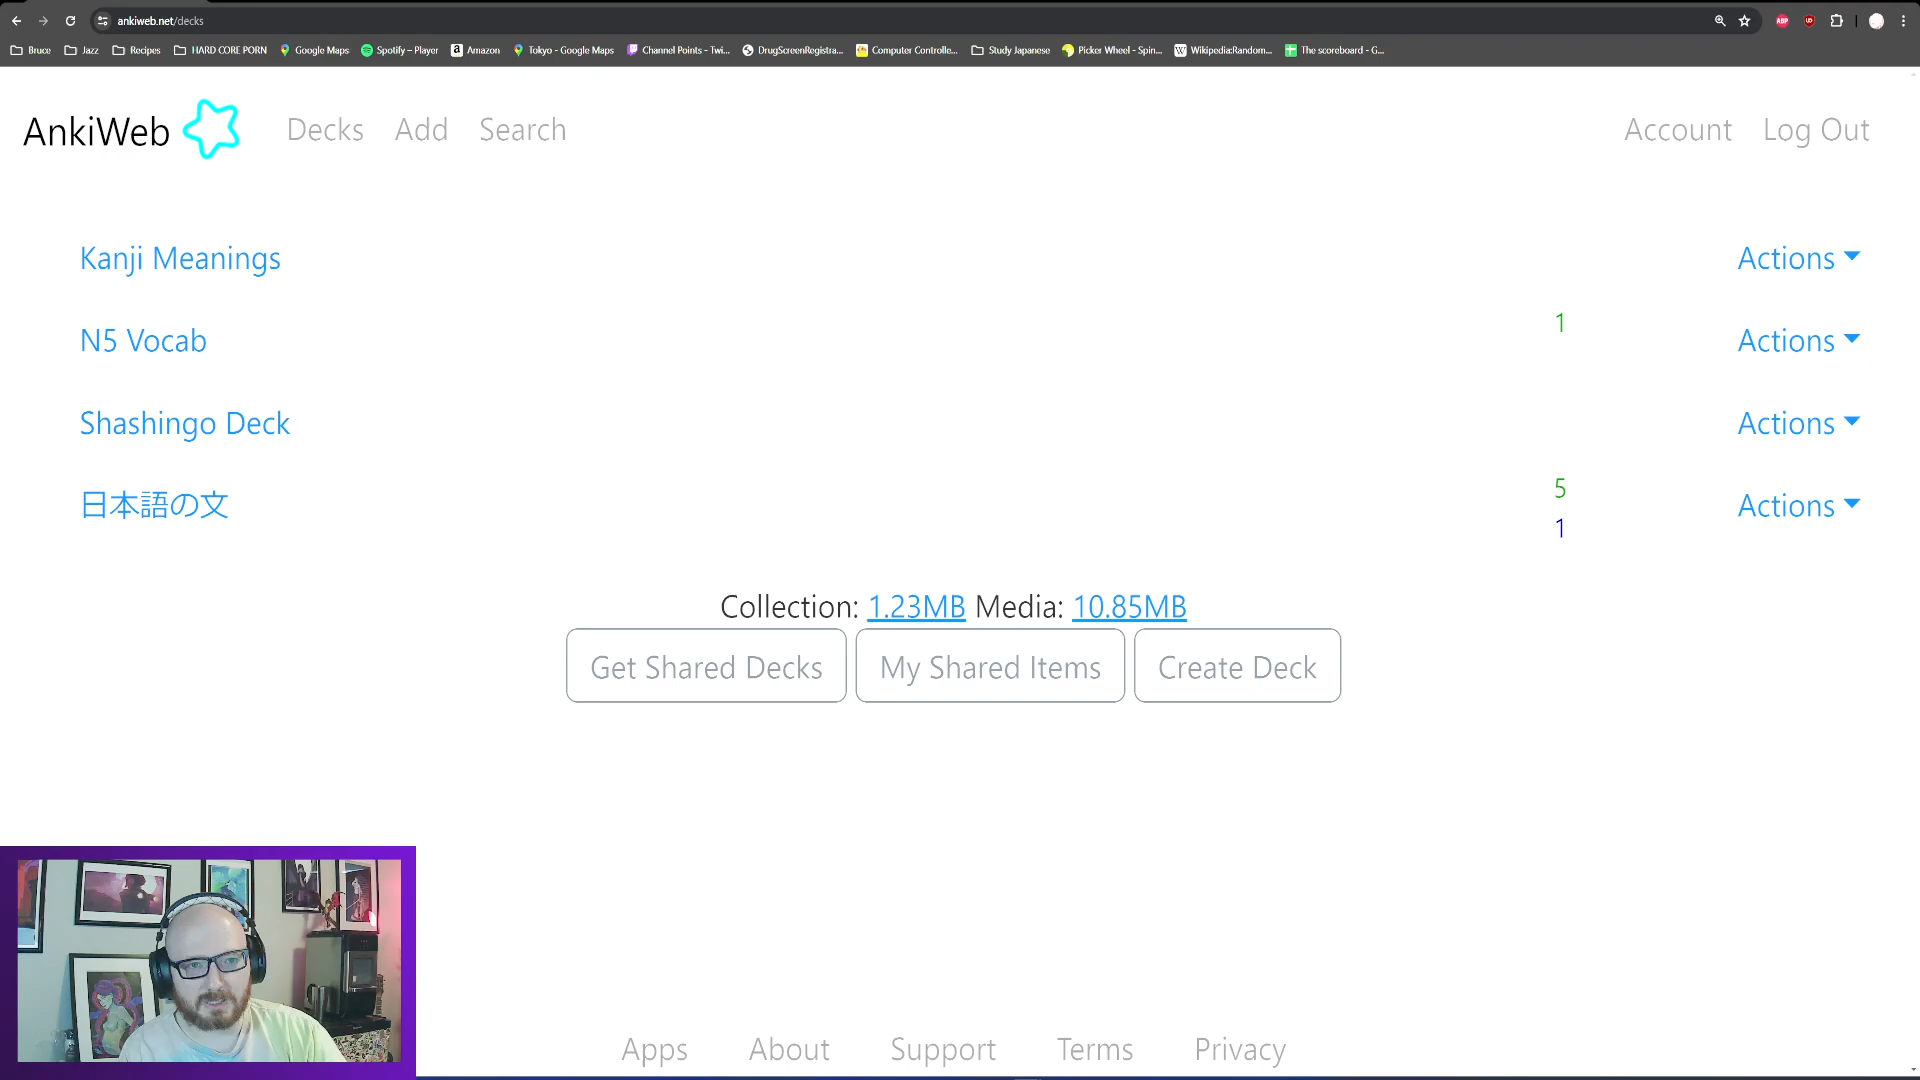 ankiweb.net/decks
ABP
Bruce Jazz Recipes HARD CORE PORN Google Maps Spotify – Player Amazon Tokyo - Google Maps Channel Points - Twi... DrugScreenRegistra... Computer Controlle... Study Japanese Picker Wheel - Spin... Wikipedia:Random... The scoreboard - G...
AnkiWeb Decks Add Search Account Log Out
Kanji Meanings Actions
1
N5 Vocab Actions
Shashingo Deck Actions
5
日本語の文 Actions
1
Collection: 1.23MB Media: 10.85MB
Get Shared Decks My Shared Items Create Deck
Apps About Support Terms Privacy